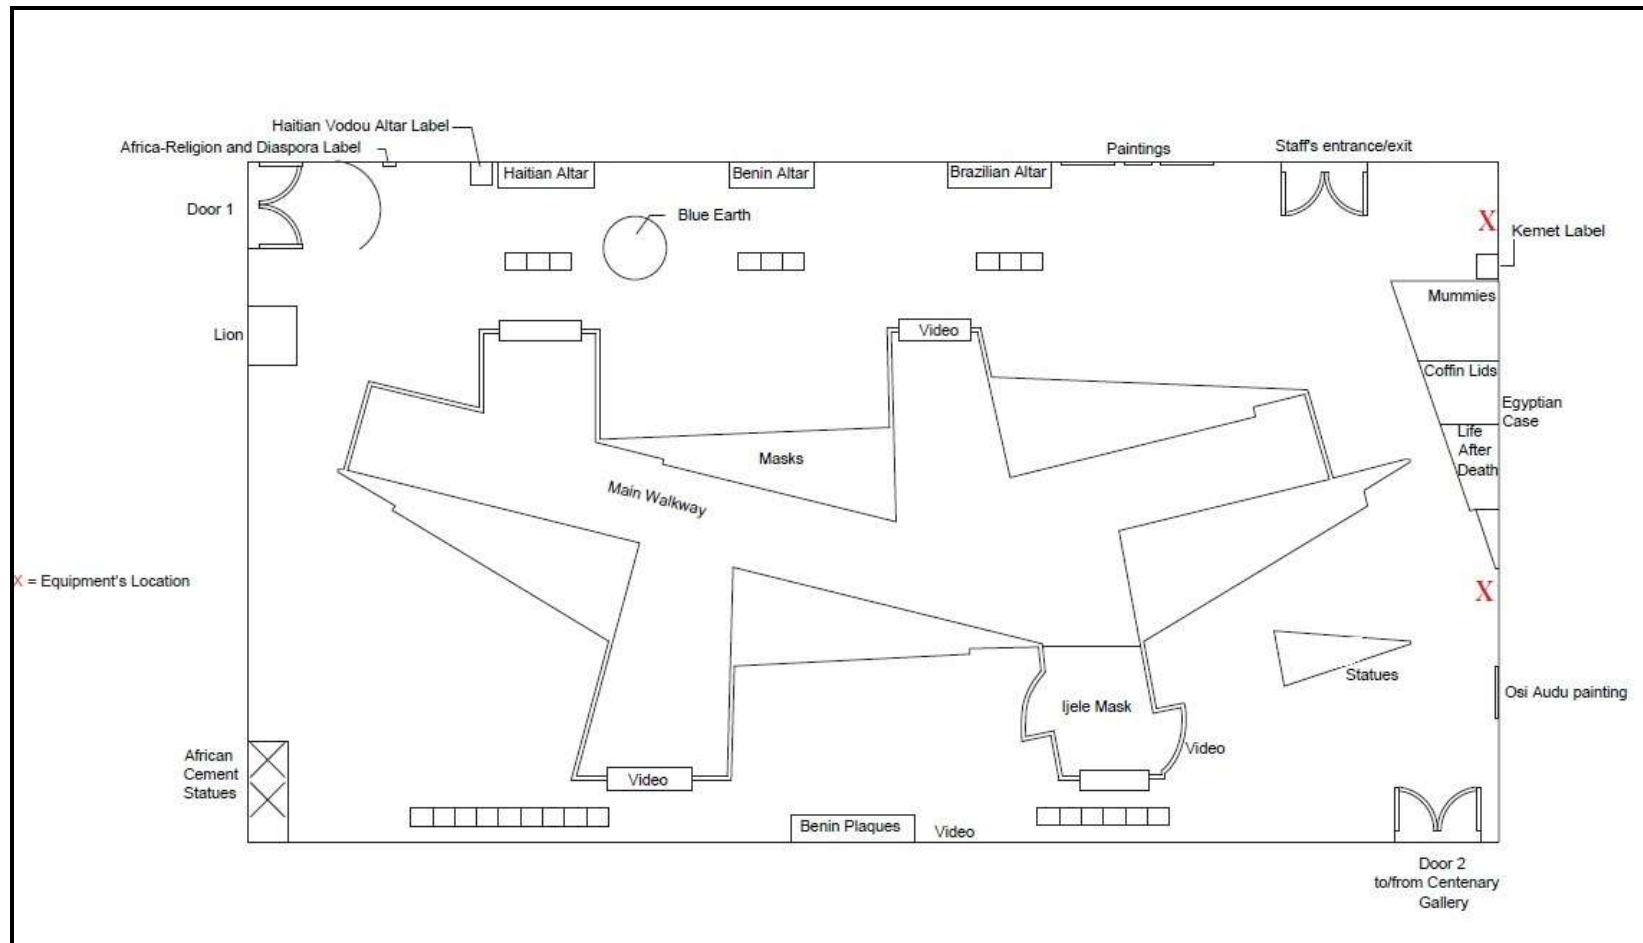 Haitian Vodou Altar Label
Africa-Religion and Diaspora Label
Paintings
Staff's entrance/exit
Haitian Altar
Benin Altar
Brazilian Altar
Door 1
Blue Earth
X
Kemet Label
Mummies
Lion
Video
Coffin Lids
Egyptian
Case
Life
After
Death
Masks
Main Walkway
X = Equipment's Location
X
Statues
Osi Audu painting
Ijele Mask
Video
African
Cement
Statues
Video
Benin Plaques
Video
Door 2
to/from Centenary
Gallery